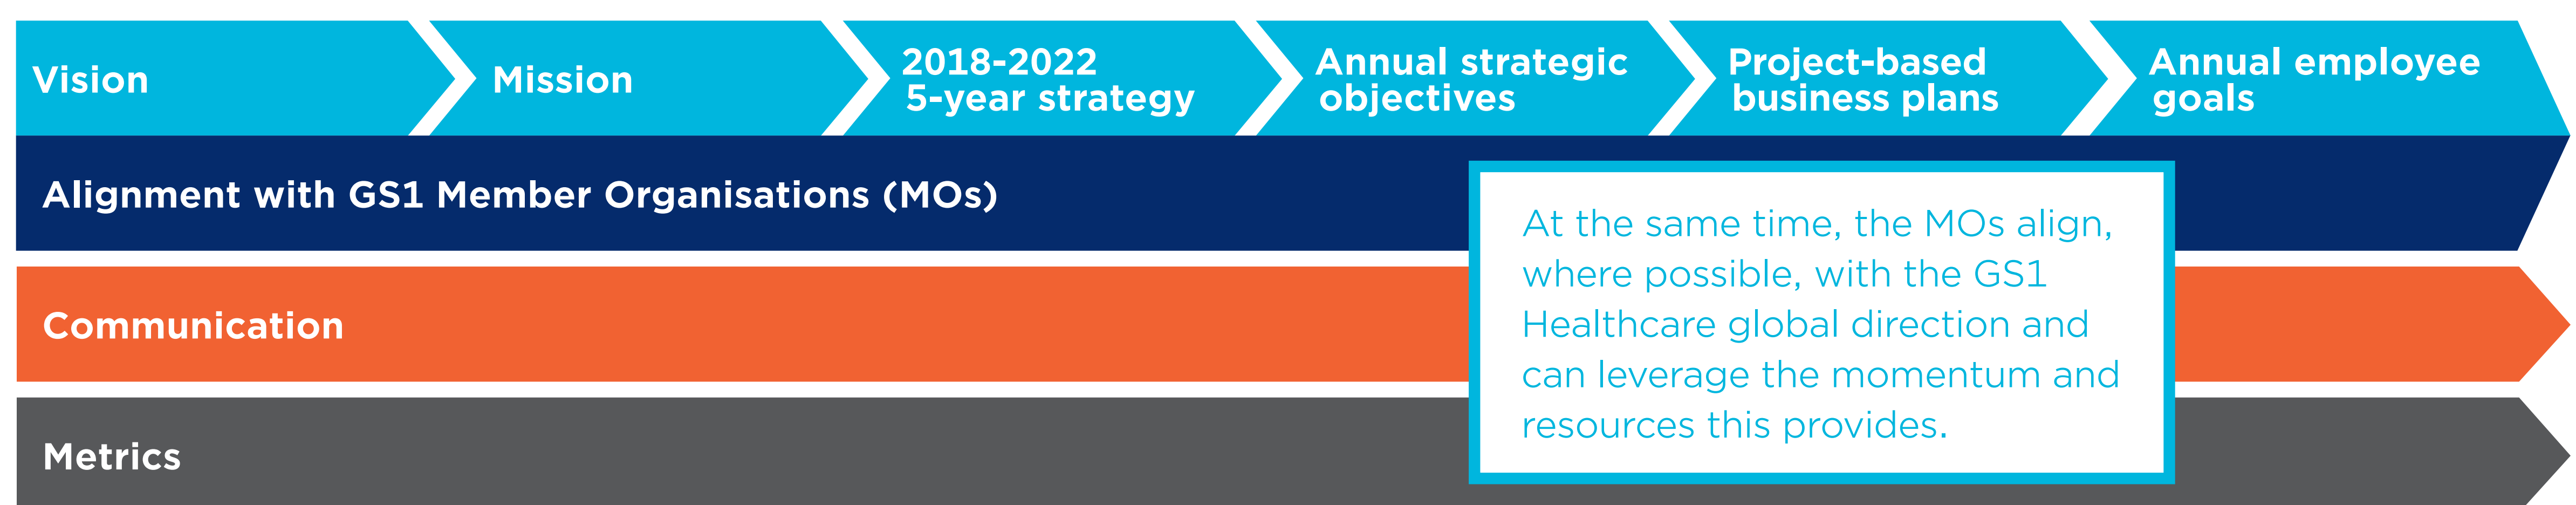 Vision
Mission
2018-2022
5-year strategy
Annual strategic
objectives
Project-based
business plans
Annual employee
goals
Alignment with GS1 Member Organisations (MOs)
Communication
Metrics
At the same time, the MOs align,
where possible, with the GS1
Healthcare global direction and
can leverage the momentum and
resources this provides.